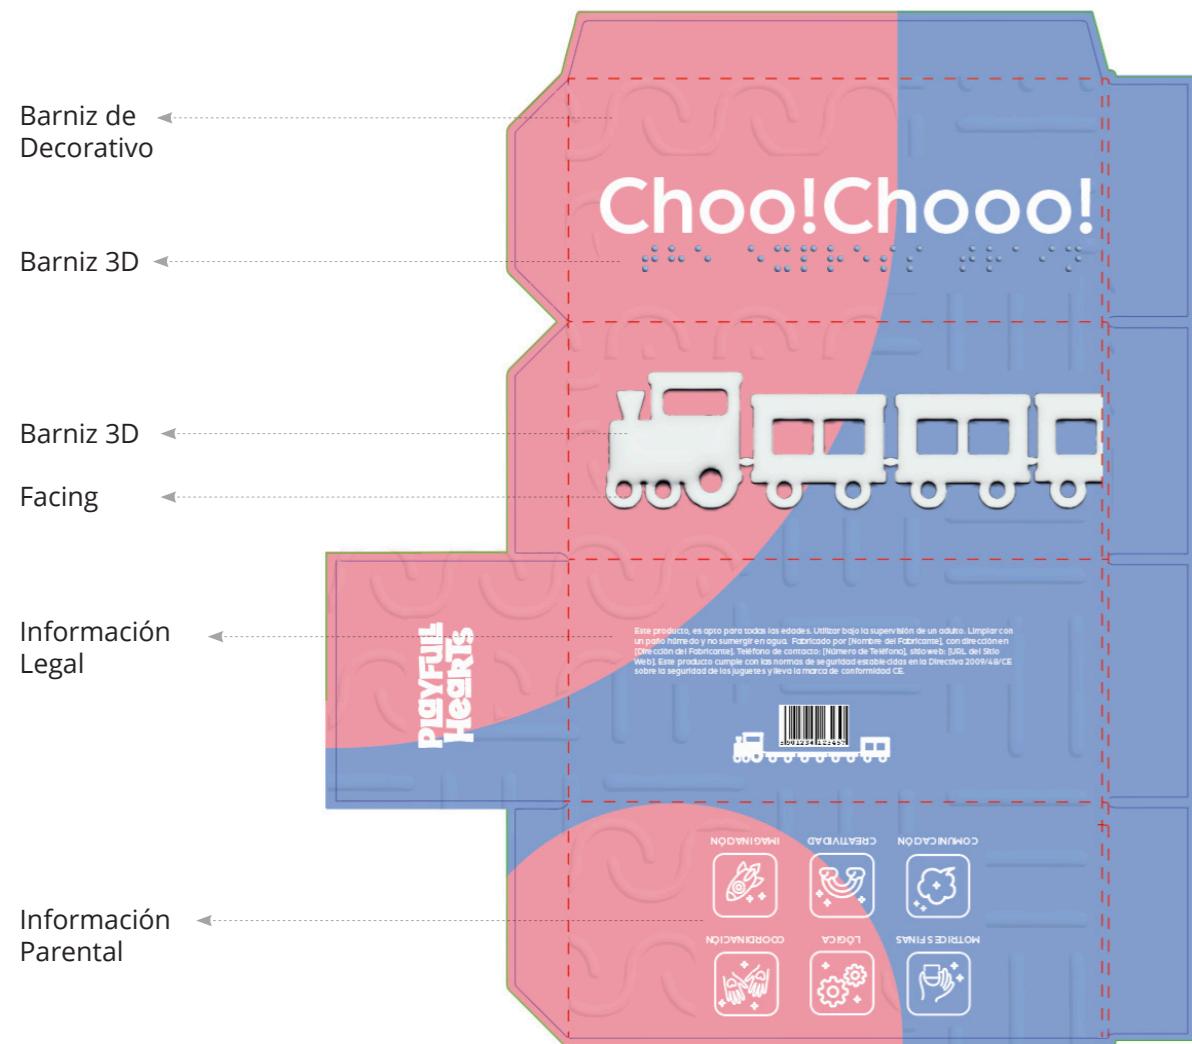 Barniz de
Decorativo
Barniz 3D
Barniz 3D
Facing
Información
Legal
Información
Parental
Choo!Chooo!
PLaYFUL
HeaRTS
Este producto, es apto para todas las edades. Utilizar bajo la supervisión de un adulto. Limpiar con
un paño húmedo y no sumergir en agua. Fabricado por [Nombre del Fabricante], con dirección en
[Dirección del Fabricante], Teléfono de contacto: [Número de Teléfono], sitio web: [URL del Sitio
Web]. Este producto cumple con las normas de seguridad establecidas en la Directiva 2009/48/CE
sobre la seguridad de los juguetes y lleva la marca de conformidad CE.
IMAGINACIÓN
CREATIVIDAD
COMUNICACIÓN
COORDINACIÓN
LÓGICA
MOTRICES FINAS